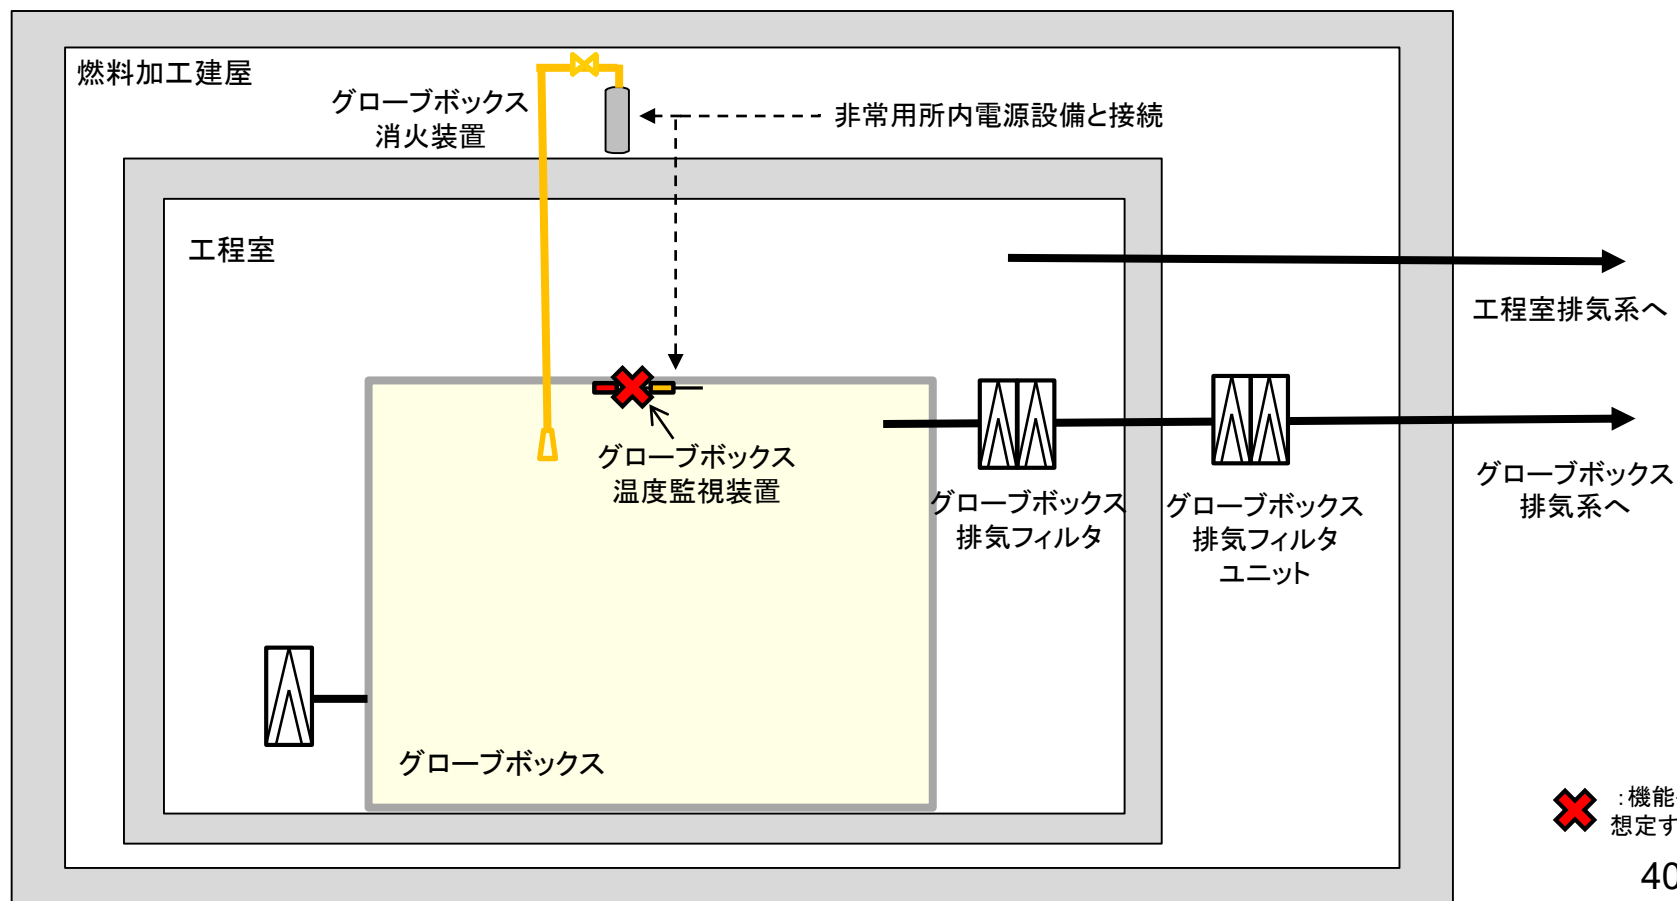 燃料加工建屋
グローブボックス
消火装置
非常用所内電源設備と接続
工程室
工程室排気系へ
グローブボックス
温度監視装置
グローブボックス
排気フィルタ
グローブボックス
排気フィルタ
ユニット
グローブボックス
排気系へ
グローブボックス
：機能
想定す
40